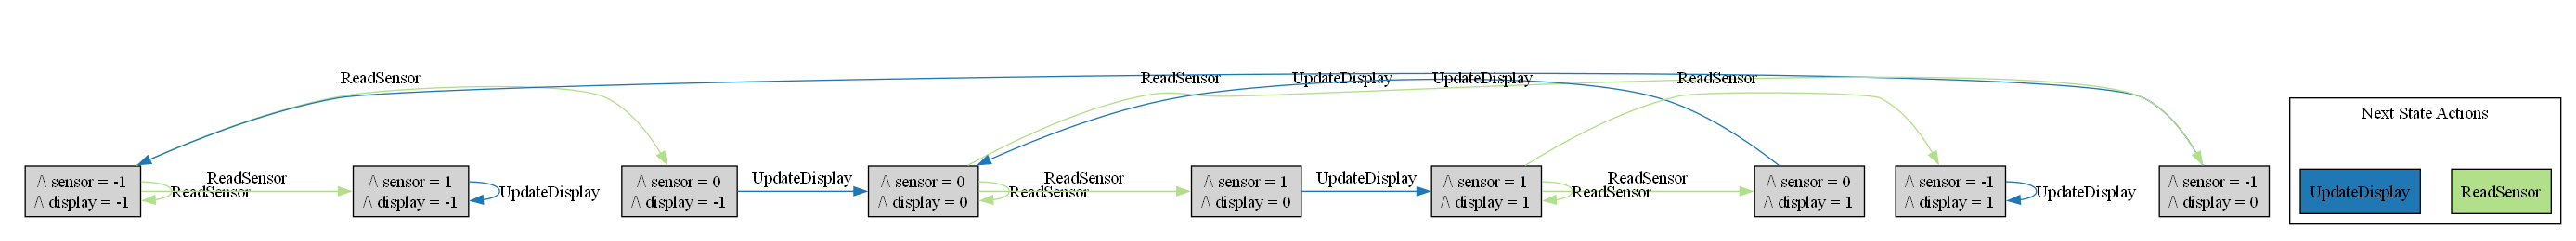 ReadSensor
ReadSensor
UpdateDisplay
UpdateDisplay
ReadSensor
Next State Actions
/\ sensor = -1
/\ display = -1
ReadSensor
ReadSensor
/\ sensor = 1
/\ display = -1
UpdateDisplay
/\ sensor = 0
/\ display = -1
UpdateDisplay
/\ sensor = 0
/\ display = 0
ReadSensor
ReadSensor
/\ sensor = 1
/\ display = 0
UpdateDisplay
/\ sensor = 1
/\ display = 1
ReadSensor
ReadSensor
/\ sensor = 0
/\ display = 1
/\ sensor = -1
/\ display = 1
UpdateDisplay
/\ sensor = -1
/\ display = 0
UpdateDisplay
ReadSensor